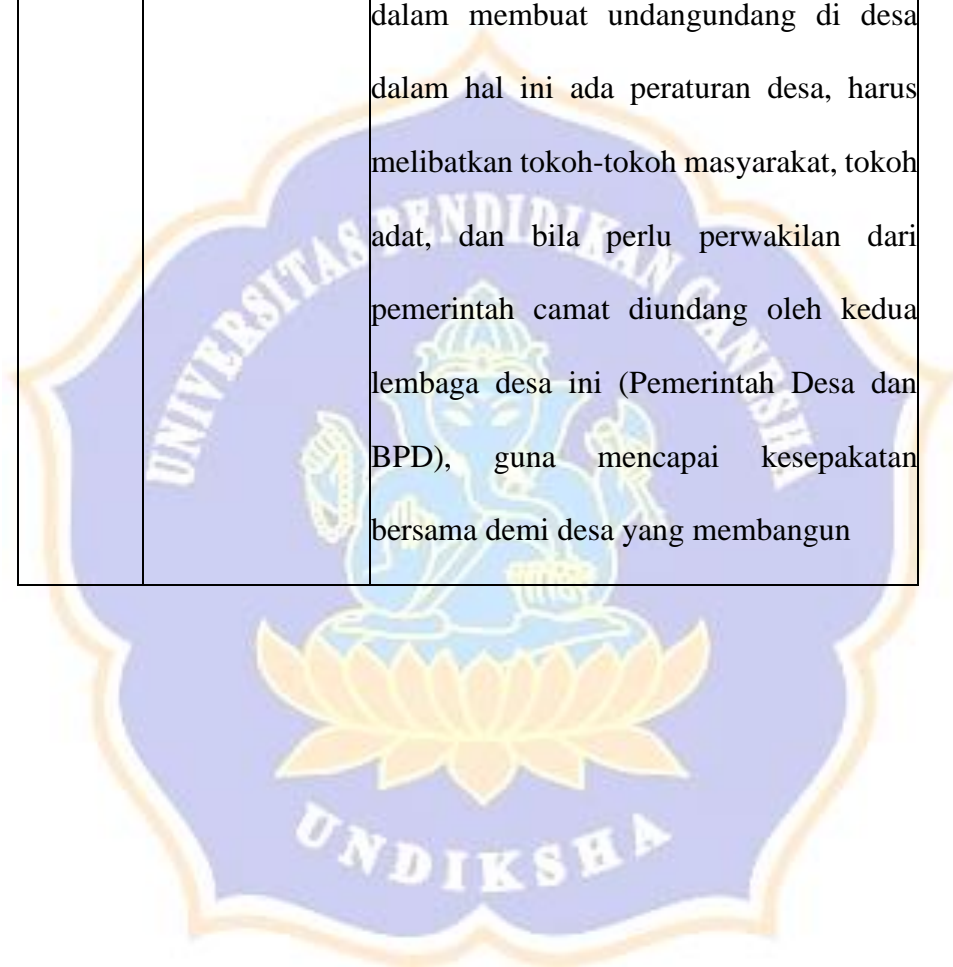 dalam membuat undangundang di desa
dalam hal ini ada peraturan desa, harus
melibatkan tokoh-tokoh masyarakat, tokoh
adat, dan bila perlu perwakilan dari
pemerintah camat diundang oleh kedua
lembaga desa ini (Pemerintah Desa dan
BPD), guna mencapai kesepakatan
bersama demi desa yang membangun
UNIVERSITAS PENDIDIKAN GANESHA
UNDIKSHA